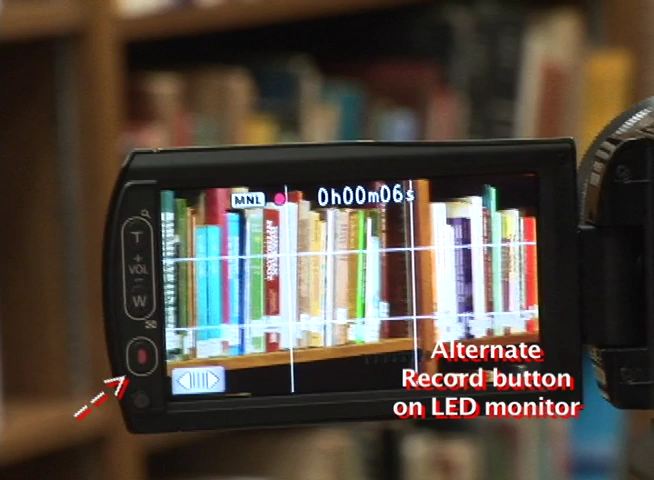 MNL 0h00m06s
T
+
VOL
-
W
Alternate
Record button
on LED monitor